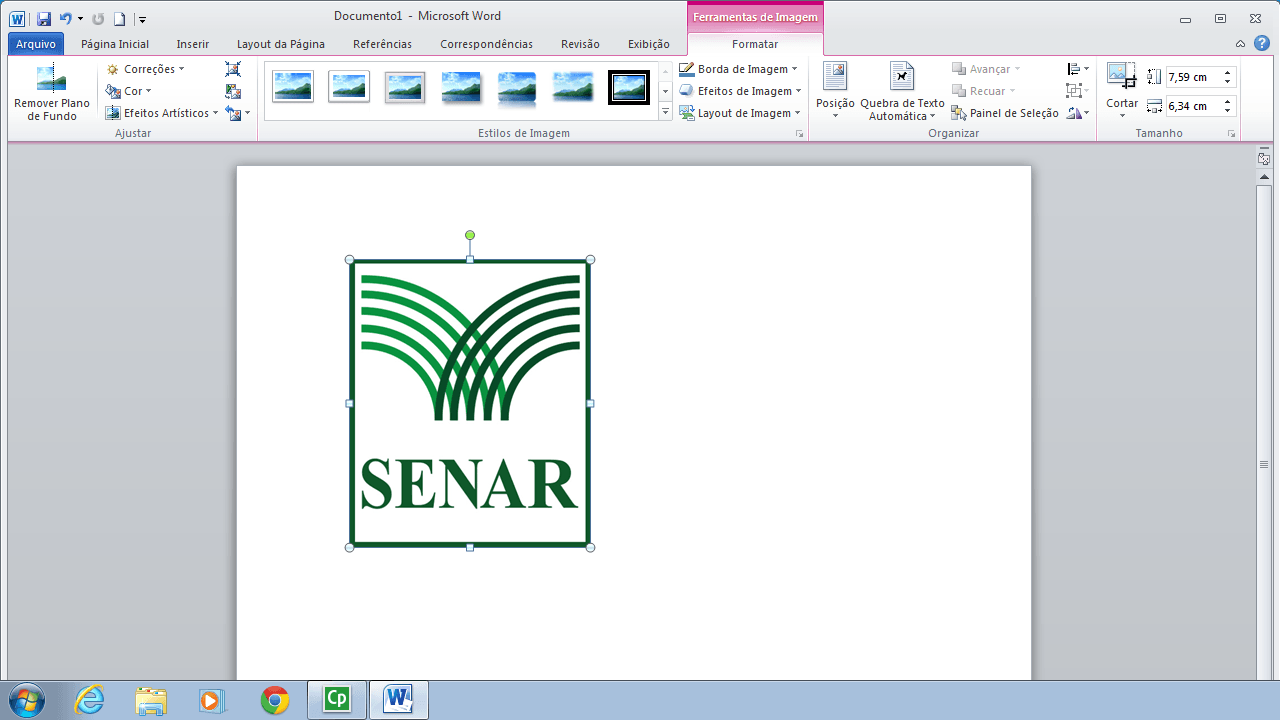 Documento1 - Microsoft Word
Ferramentas de Imagem
Arquivo
Página Inicial
Inserir
Layout da Página
Referências
Correspondências
Revisão
Exibição
Formatar
Remover Plano
de Fundo
Correções
Cor
Efeitos Artísticos
Ajustar
Estilos de Imagem
Borda de Imagem
Efeitos de Imagem
Layout de Imagem
Posição
Quebra de Texto
Automática
Avançar
Recuar
Painel de Seleção
Organizar
Cortar
7,59 cm
6,34 cm
Tamanho
SENAR
Cp